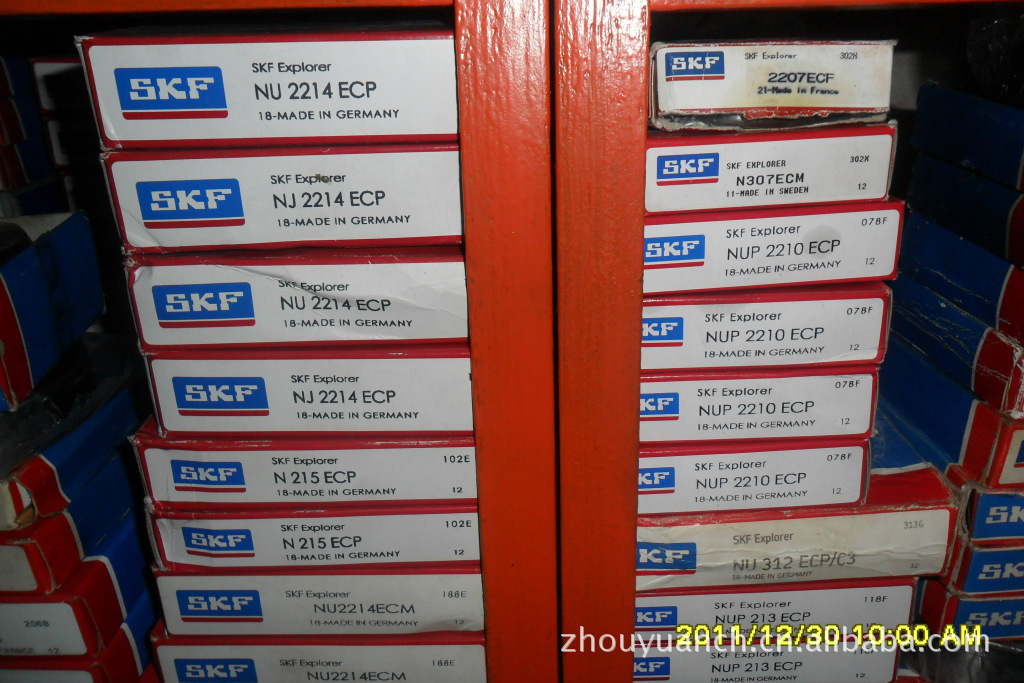 SKF
SKF Explorer
NU 2214 ECP
18-MADE IN GERMANY
SKF
SKF Explorer
NJ 2214 ECP
18-MADE IN GERMANY
SKF
SKF Explorer
NU 2214 ECP
18-MADE IN GERMANY
SKF
SKF Explorer
NJ 2214 ECP
18-MADE IN GERMANY
SKF
SKF Explorer
102E
N 215 ECP
18-MADE IN GERMANY
12
SKF
SKF Explorer
102E
N 215 ECP
18-MADE IN GERMANY
12
SKF
SKF Explorer
186E
NU2214ECM
18-MADE IN GERMANY
12
SKF
SKF Explorer
186E
NU2214ECM
SKF
SKF Explorer
302H
2207ECF
21-Made in France
SKF
SKF EXPLORER
302H
N307ECM
11-MADE IN SWEDEN
12
SKF
SKF Explorer
078F
NUP 2210 ECP
18-MADE IN GERMANY
12
SKF
SKF Explorer
078F
NUP 2210 ECP
18-MADE IN GERMANY
12
SKF
SKF Explorer
078F
NUP 2210 ECP
18-MADE IN GERMANY
12
SKF
SKF Explorer
078F
NUP 2210 ECP
18-MADE IN GERMANY
12
SKF
SKF Explorer
313G
NU 312 ECP/C3
18-MADE IN GERMANY
12
SKF
SKF Explorer
118F
NUP 213 ECP
SKF
NUP 213 ECP
2011/12/30 10:00 AM
12
SKF